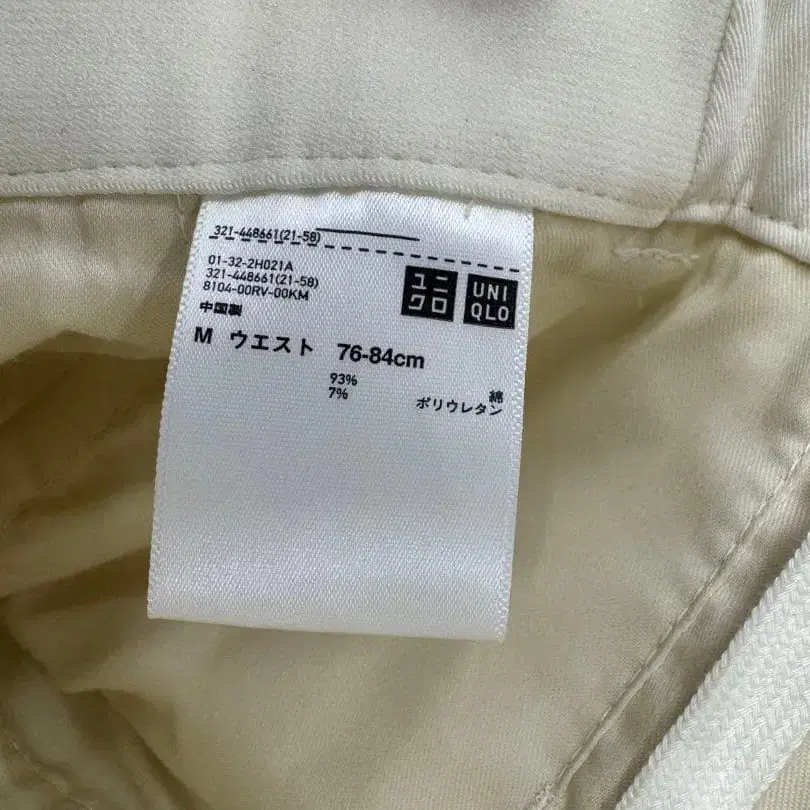 321-448661(21-58)
01-32-2H021A
321-448661(21-58)
8104-00RV-00KM
中国製
ユニ
クロ
UNI
QLO
M ウエスト 76-84cm
93% 綿
7% ポリウレタン